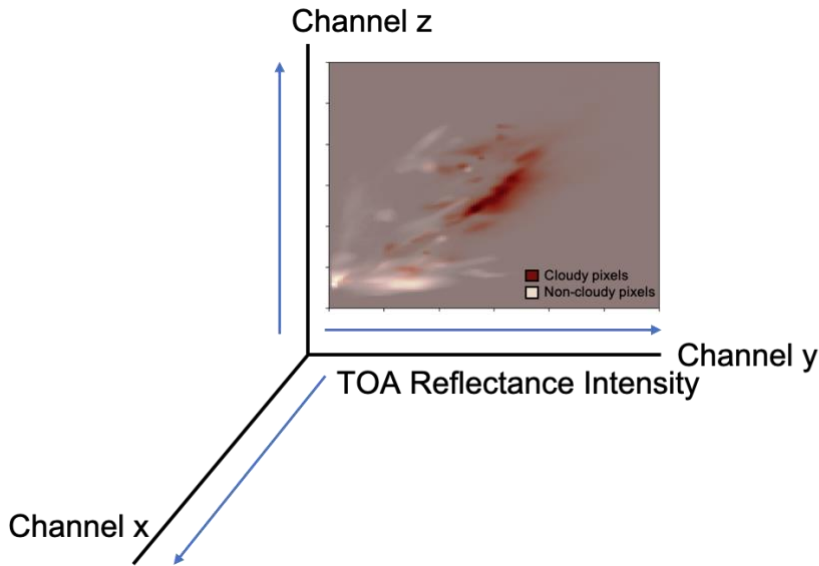 Channel z
Cloudy pixels
Non-cloudy pixels
Channel y
TOA Reflectance Intensity
Channel x